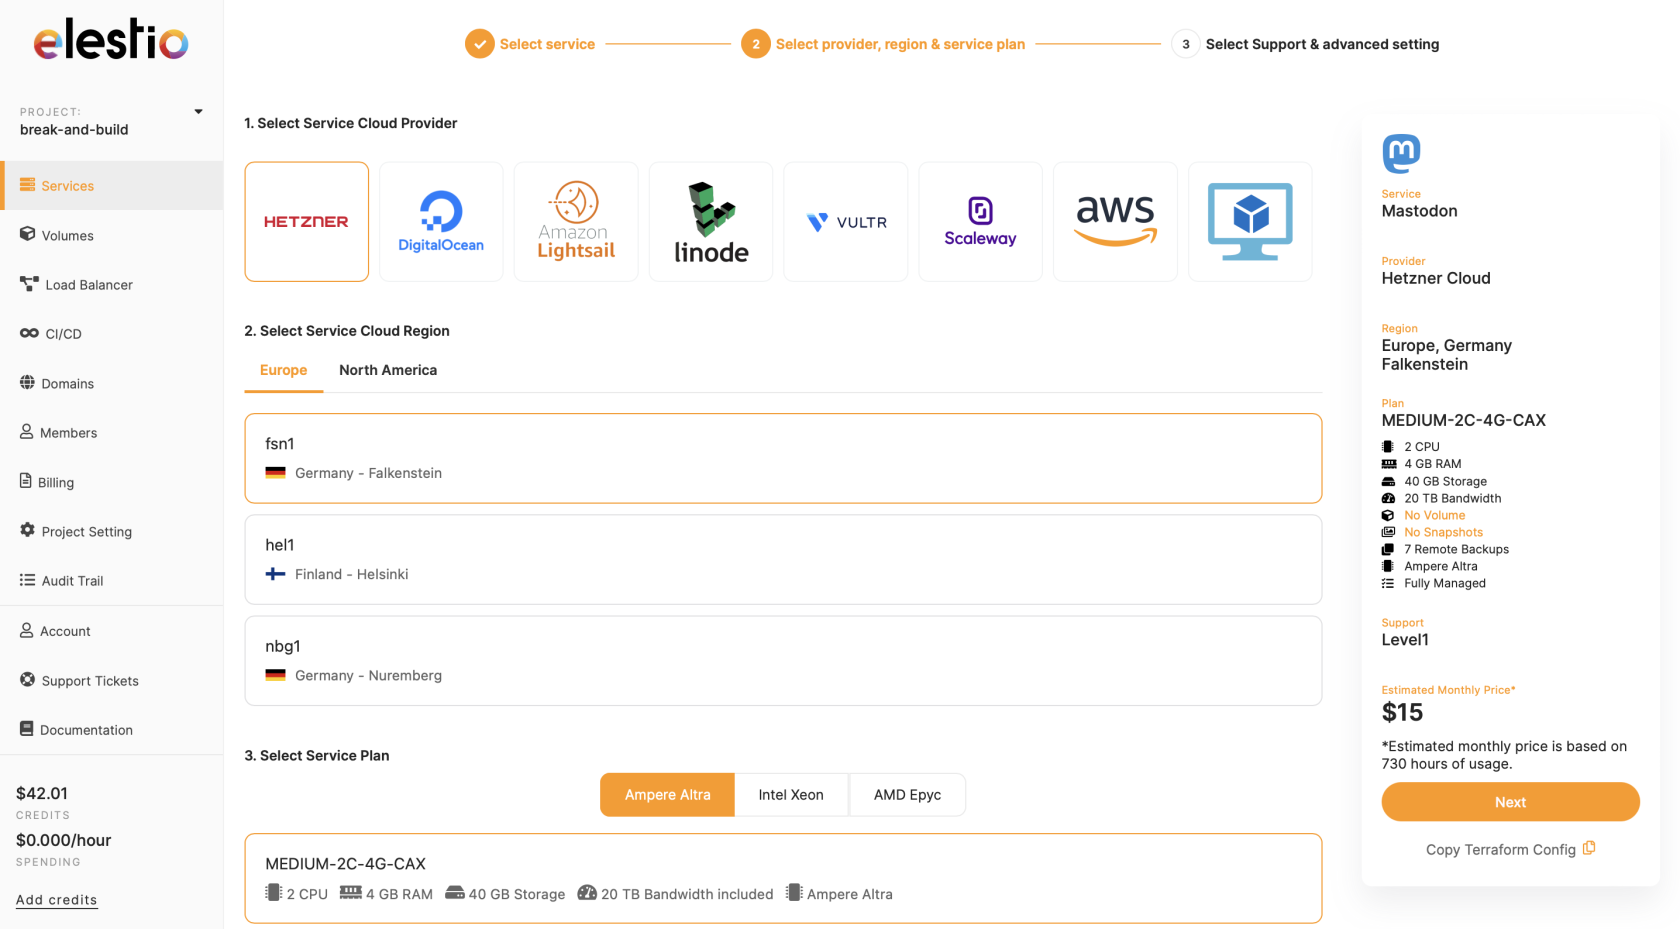 elestio
Select service
2
Select provider, region & service plan
3
Select Support & advanced setting
PROJECT:
break-and-build
Services
Volumes
Load Balancer
CI/CD
Domains
Members
Billing
Project Setting
Audit Trail
Account
Support Tickets
Documentation
$42.01
CREDITS
$0.000/hour
SPENDING
Add credits
1. Select Service Cloud Provider
HETZNER
DigitalOcean
Amazon
Lightsail
linode
VULTR
Scaleway
aws
2. Select Service Cloud Region
Europe
North America
fsn1
Germany - Falkenstein
hel1
Finland - Helsinki
nbg1
Germany - Nuremberg
3. Select Service Plan
Ampere Altra
Intel Xeon
AMD Epyc
MEDIUM-2C-4G-CAX
2 CPU 4 GB RAM 40 GB Storage 20 TB Bandwidth included Ampere Altra
m
Service
Mastodon
Provider
Hetzner Cloud
Region
Europe, Germany
Falkenstein
Plan
MEDIUM-2C-4G-CAX
2 CPU
4 GB RAM
40 GB Storage
20 TB Bandwidth
No Volume
No Snapshots
7 Remote Backups
Ampere Altra
Fully Managed
Support
Level1
Estimated Monthly Price*
$15
*Estimated monthly price is based on
730 hours of usage.
Next
Copy Terraform Config